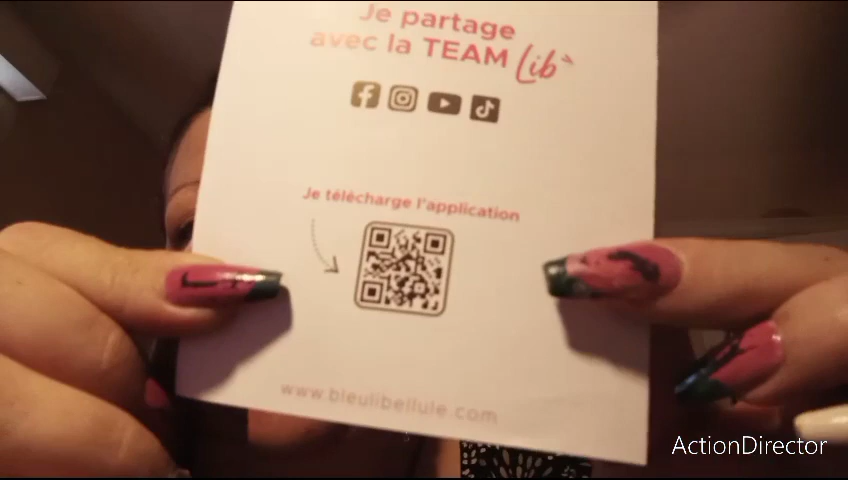 Je partage
avec la TEAM Lib
Je télécharge l'application
www.bleulibellule.com
ActionDirector